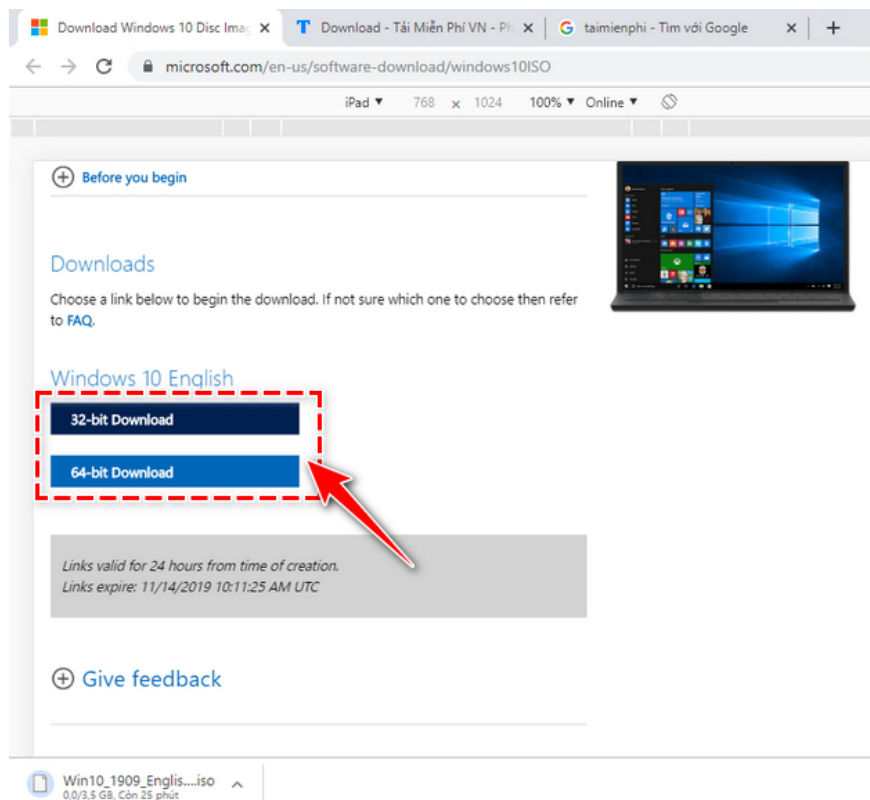 Download Windows 10 Disc Imag
Download - Tải Miễn Phí VN - Ph
taimienphi - Tìm với Google
microsoft.com/en-us/software-download/windows10ISO
iPad ▼ 768 x 1024 100% ▼ Online ▼
Before you begin
Downloads
Choose a link below to begin the download. If not sure which one to choose then refer
to FAQ.
Windows 10 English
32-bit Download
64-bit Download
Links valid for 24 hours from time of creation.
Links expire: 11/14/2019 10:11:25 AM UTC
Give feedback
Win10_1909_Englis....iso
0,0/3,5 GB, Còn 25 phút